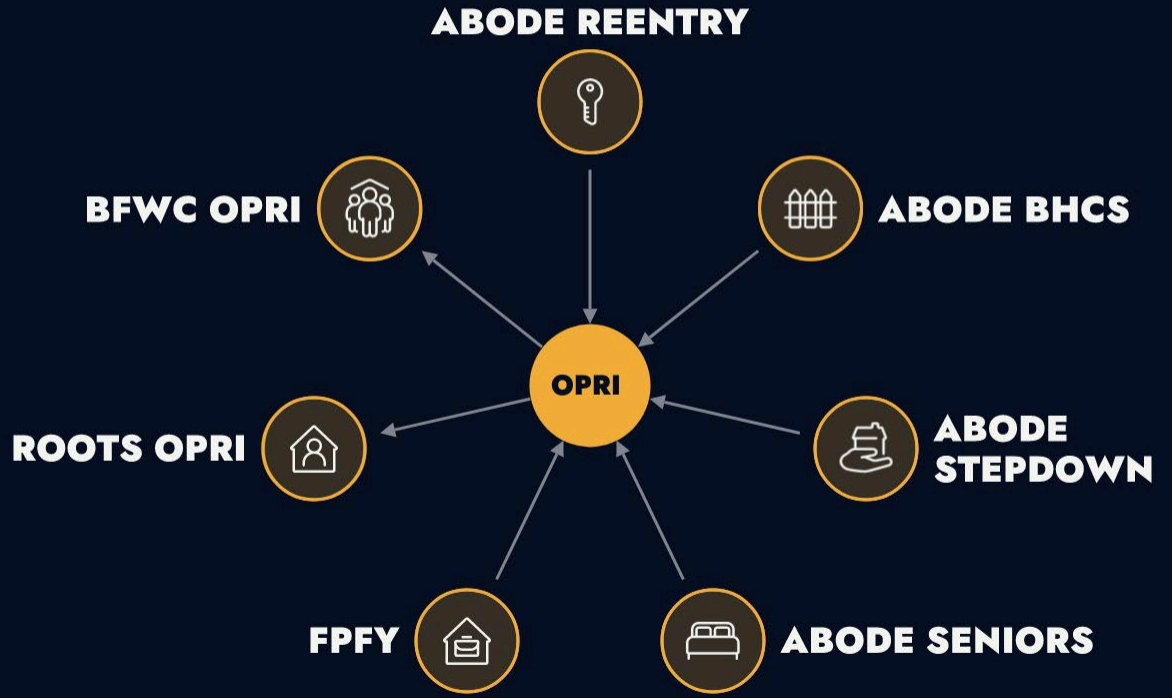 ABODE REENTRY
BFWC OPRI
ABODE BHCS
OPRI
ROOTS OPRI
ABODE
STEPDOWN
FPFY
ABODE SENIORS